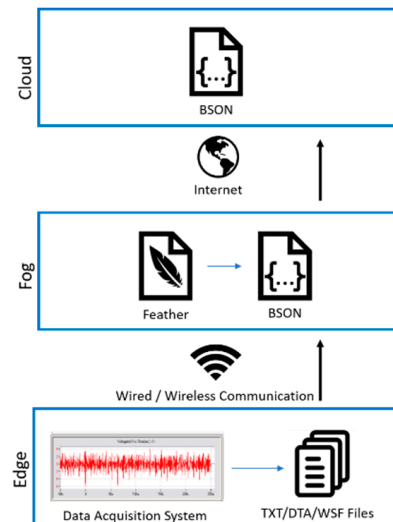 Cloud
{...}
BSON
Internet
Fog
{...}
Feather
BSON
Wired / Wireless Communication
Edge
Data Acquisition System
TXT/DTA/WSF Files